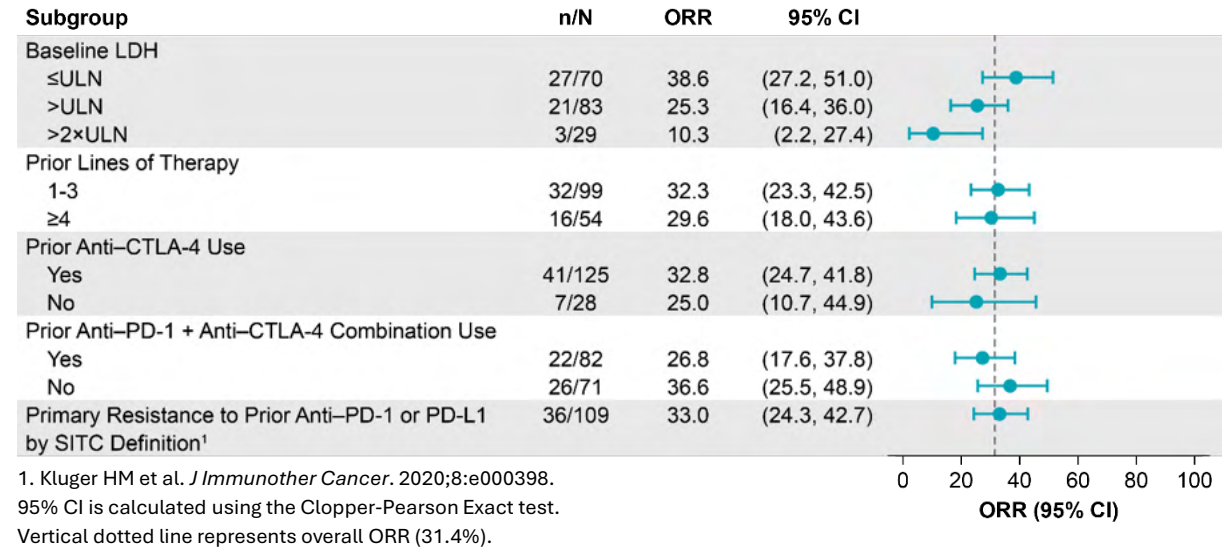 Subgroup n/N ORR 95% CI
Baseline LDH
≤ULN 27/70 38.6 (27.2, 51.0)
>ULN 21/83 25.3 (16.4, 36.0)
>2×ULN 3/29 10.3 (2.2, 27.4)
Prior Lines of Therapy
1-3 32/99 32.3 (23.3, 42.5)
≥4 16/54 29.6 (18.0, 43.6)
Prior Anti–CTLA-4 Use
Yes 41/125 32.8 (24.7, 41.8)
No 7/28 25.0 (10.7, 44.9)
Prior Anti–PD-1 + Anti–CTLA-4 Combination Use
Yes 22/82 26.8 (17.6, 37.8)
No 26/71 36.6 (25.5, 48.9)
Primary Resistance to Prior Anti–PD-1 or PD-L1 36/109 33.0 (24.3, 42.7)
by SITC Definition¹
0 20 40 60 80 100
ORR (95% CI)
1. Kluger HM et al. J Immunother Cancer. 2020;8:e000398.
95% CI is calculated using the Clopper-Pearson Exact test.
Vertical dotted line represents overall ORR (31.4%).